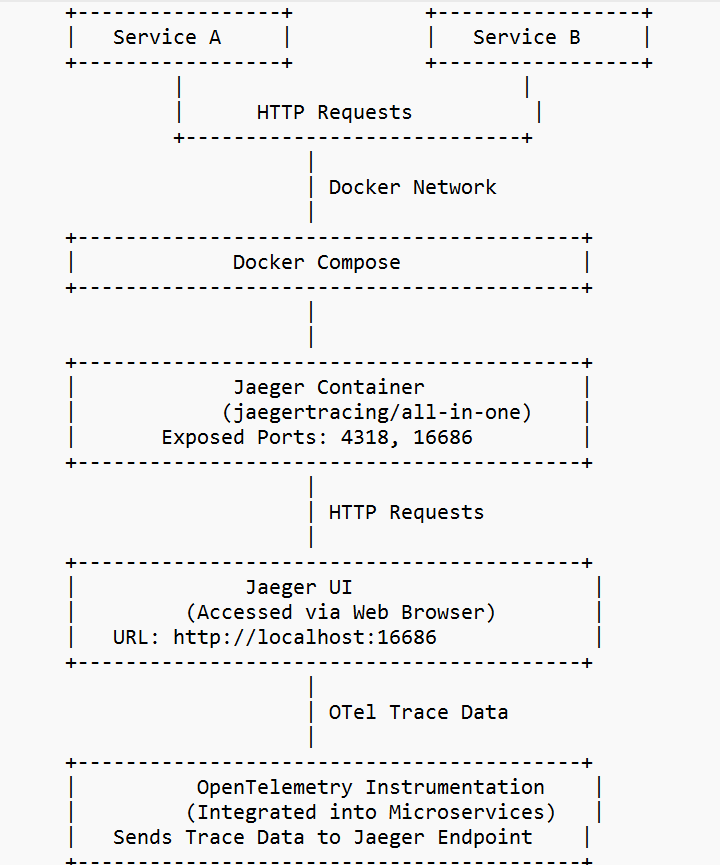 +-----------------+           +-----------------+
|   Service A     |           |   Service B     |
+-----------------+           +-----------------+
         |                            |
         |      HTTP Requests          |
         +----------------------------+
                    |
                    | Docker Network
                    |
+------------------------------------------+
|             Docker Compose               |
+------------------------------------------+
                    |
                    |
+------------------------------------------+
|             Jaeger Container             |
|            (jaegertracing/all-in-one)    |
|       Exposed Ports: 4318, 16686         |
+------------------------------------------+
                    |
                    | HTTP Requests
                    |
+------------------------------------------+
|              Jaeger UI                    |
|         (Accessed via Web Browser)        |
|   URL: http://localhost:16686             |
+------------------------------------------+
                    |
                    | OTel Trace Data
                    |
+------------------------------------------+
|          OpenTelemetry Instrumentation    |
|         (Integrated into Microservices)   |
|   Sends Trace Data to Jaeger Endpoint    |
+------------------------------------------+